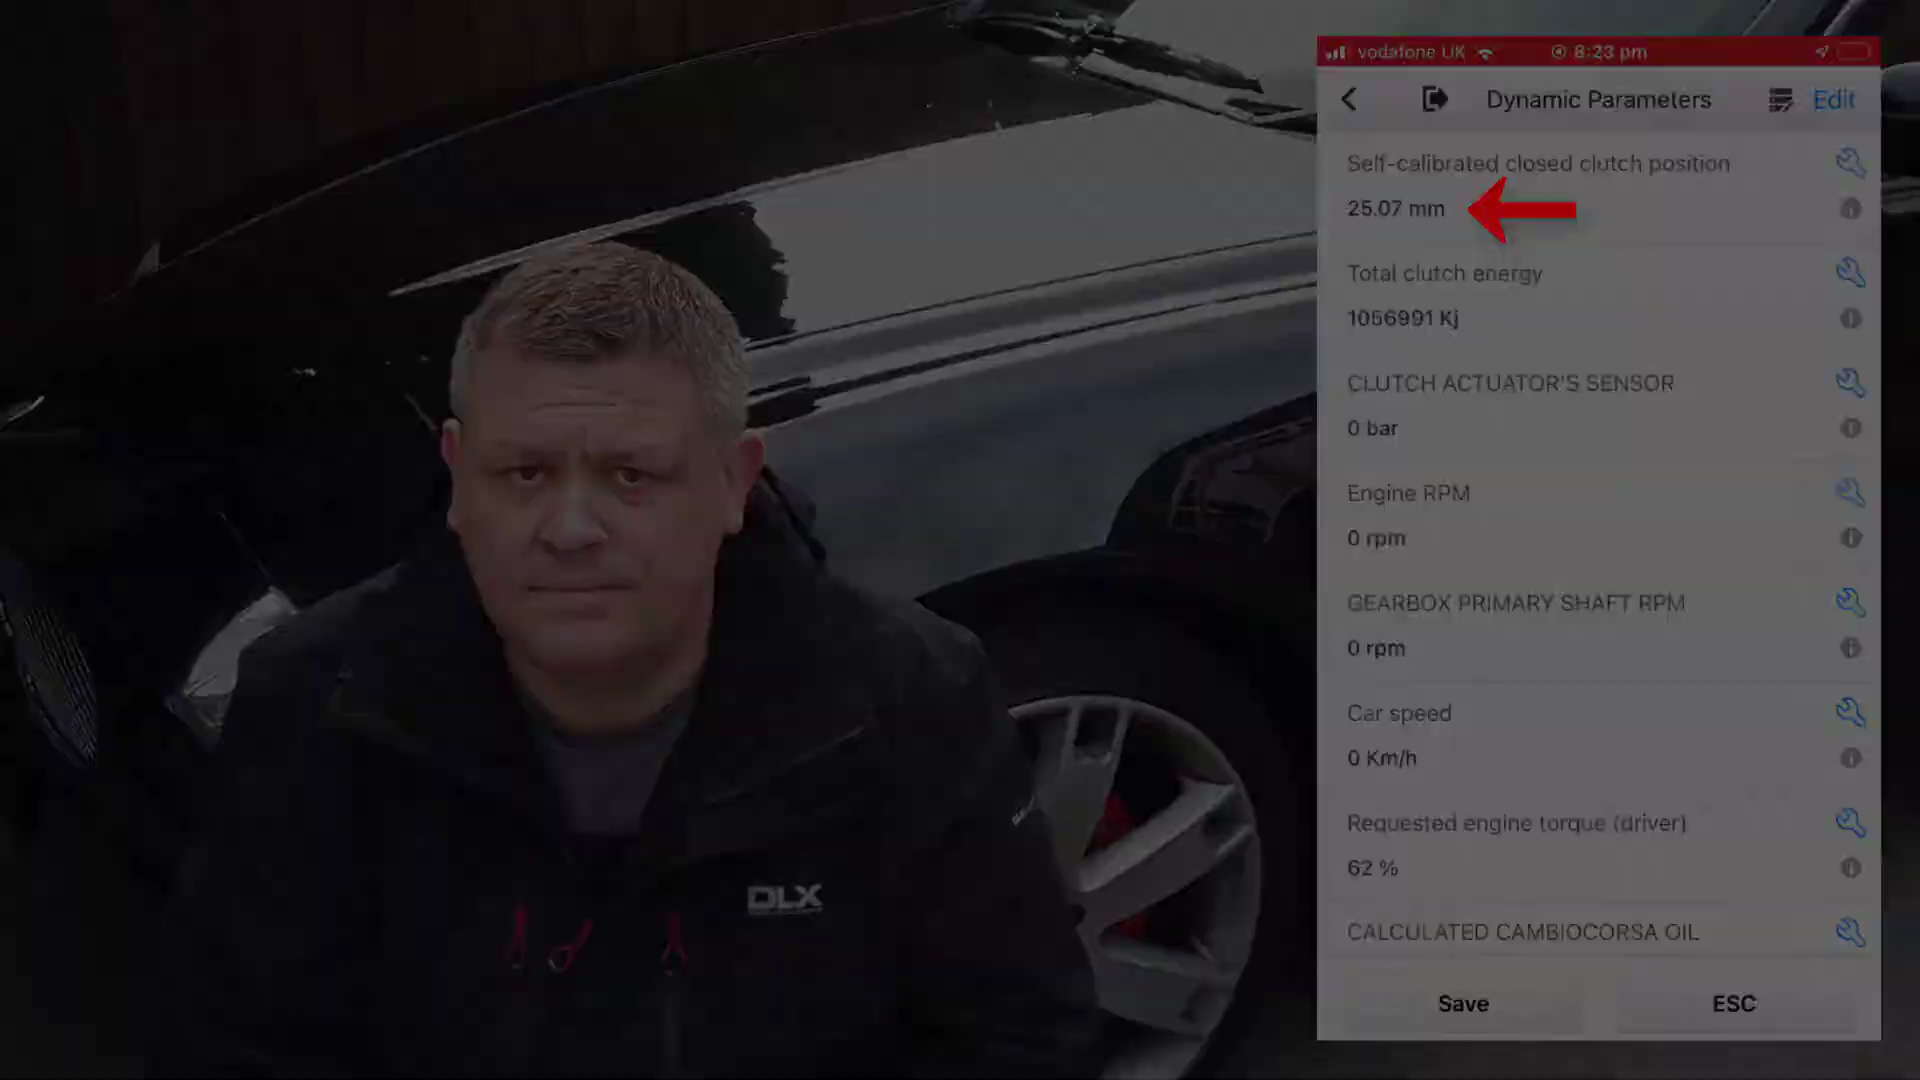 vodafone UK
8:23 pm
Dynamic Parameters
Edit
Self-calibrated closed clutch position
25.07 mm
Total clutch energy
1056991 Kj
CLUTCH ACTUATOR'S SENSOR
0 bar
Engine RPM
0 rpm
GEARBOX PRIMARY SHAFT RPM
0 rpm
Car speed
0 Km/h
Requested engine torque (driver)
62 %
CALCULATED CAMBIOCORSA OIL
Save
ESC
DLX